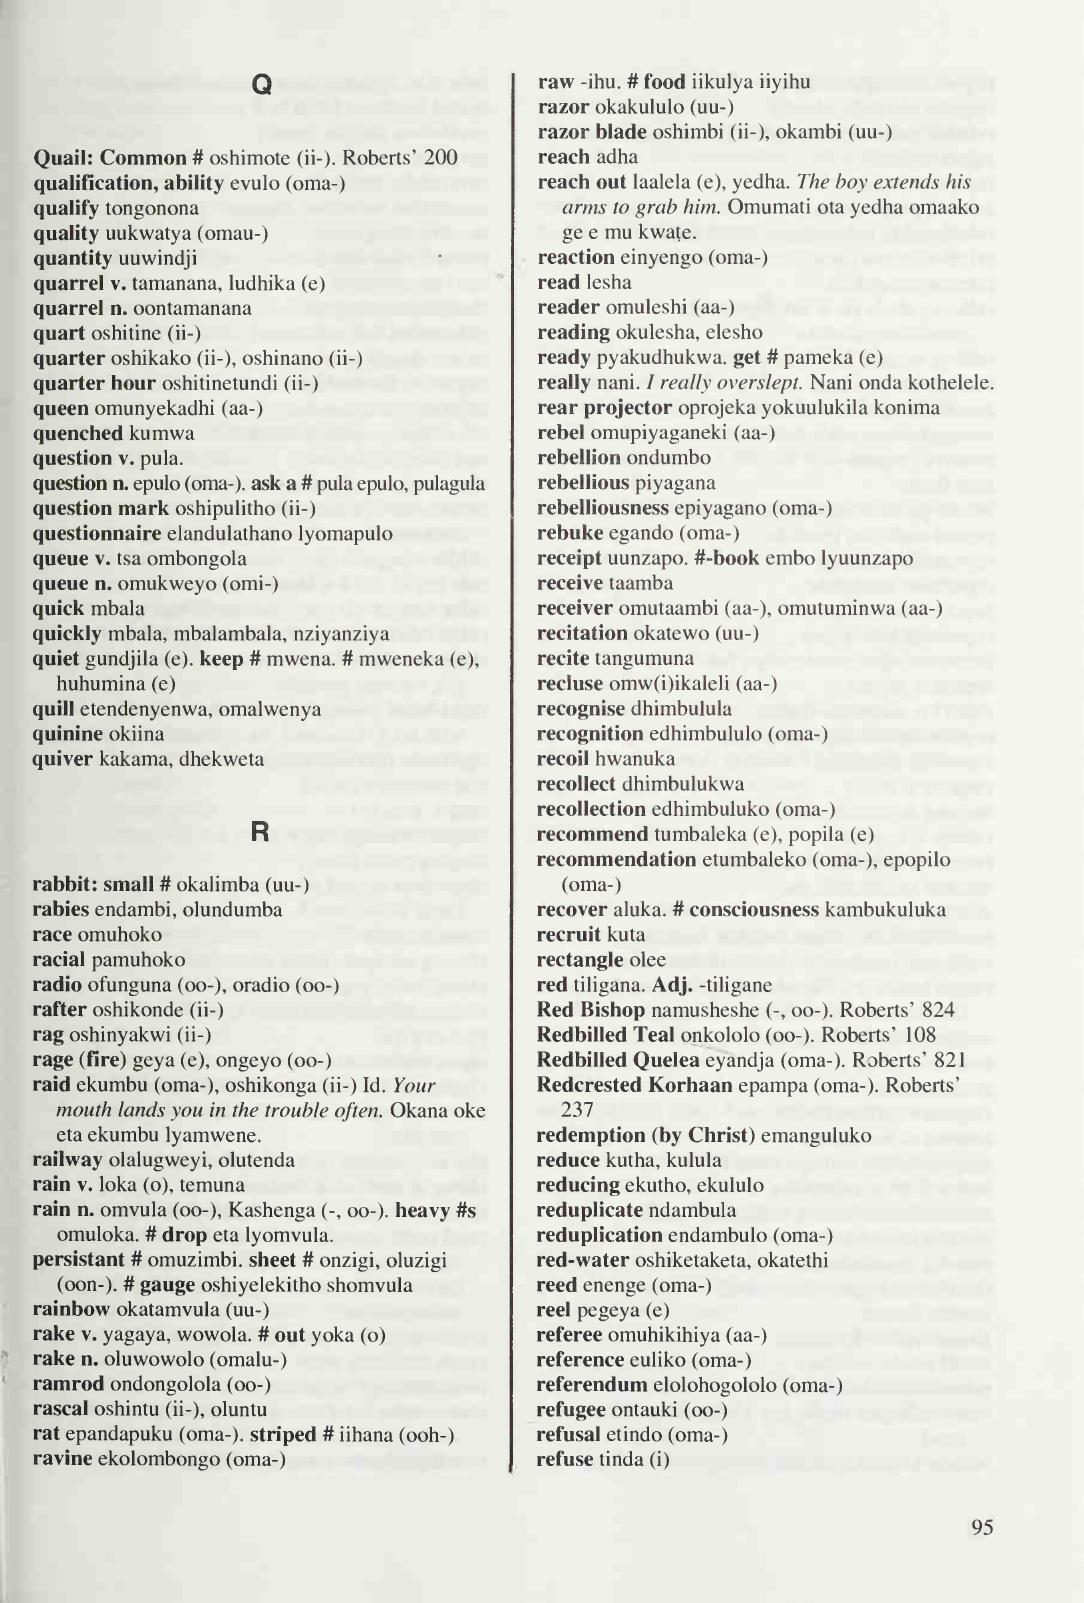 Q
Quail: Common # oshimote (ii-). Roberts' 200
qualification, ability evulo (oma-)
qualify tongonona
quality uukwatya (omau-)
quantity uuwindji
quarrel v. tamanana, ludhika (e)
quarrel n. oontamanana
quart oshitine (ii-)
quarter oshikako (ii-), oshinano (ii-)
quarter hour oshitinetundi (ii-)
queen omunyekadhi (aa-)
quenched kumwa
question v. pula.
question n. epulo (oma-). ask a # pula epulo, pulagula
question mark oshipulitho (ii-)
questionnaire elandulathano lyomapulo
queue v. tsa ombongola
queue n. omukweyo (omi-)
quick mbala
quickly mbala, mbalambala, nziyanziya
quiet gundjila (e). keep # mwena. # mweneka (e),
huhumina (e)
quill etendenyenwa, omalwenya
quinine okiina
quiver kakama, dhekweta
R
rabbit: small # okalimba (uu-)
rabies endambi, olundumba
race omuhoko
racial pamuhoko
radio ofunguna (oo-), oradio (oo-)
rafter oshikonde (ii-)
rag oshinyakwi (ii-)
rage (fire) geya (e), ongeyo (oo-)
raid ekumbu (oma-), oshikonga (ii-) Id. Your
mouth lands you in the trouble often. Okana oke
eta ekumbu lyamwene.
railway olalugweyi, olutenda
rain v. loka (o), temuna
rain n. omvula (oo-), Kashenga (-, oo-). heavy #s
omuloka. # drop eta lyomvula.
persistant # omuzimbi. sheet # onzigi, oluzigi
(oon-). # gauge oshiyelekitho shomvula
rainbow okatamvula (uu-)
rake v. yagaya, wowola. # out yoka (o)
rake n. oluwowolo (omalu-)
ramrod ondongolola (oo-)
rascal oshintu (ii-), oluntu
rat epandapuku (oma-). striped # iihana (ooh-)
ravine ekolombongo (oma-)
raw -ihu. # food iikulya iiyihu
razor okakululo (uu-)
razor blade oshimbi (ii-), okambi (uu-)
reach adha
reach out laalela (e), yedha. The boy extends his
arms to grab him. Omumati ota yedha omaako
ge e mu kwate.
reaction einyengo (oma-)
read lesha
reader omuleshi (aa-)
reading okulesha, elesho
ready pyakudhukwa. get # pameka (e)
really nani. I really overslept. Nani onda kothelele.
rear projector oprojeka yokuulukila konima
rebel omupiyaganeki (aa-)
rebellion ondumbo
rebellious piyagana
rebelliousness epiyagano (oma-)
rebuke egando (oma-)
receipt uunzapo. #-book embo lyuunzapo
receive taamba
receiver omutaambi (aa-), omutuminwa (aa-)
recitation okatewo (uu-)
recite tangumuna
recluse omw(i)ikaleli (aa-)
recognise dhimbulula
recognition edhimbululo (oma-)
recoil hwanuka
recollect dhimbulukwa
recollection edhimbuluko (oma-)
recommend tumbaleka (e), popila (e)
recommendation etumbaleko (oma-), epopilo
(oma-)
recover aluka. # consciousness kambukuluka
recruit kuta
rectangle olee
red tiligana. Adj. -tiligane
Red Bishop namusheshe (-, oo-). Roberts' 824
Redbilled Teal onkololo (oo-). Roberts' 108
Redbilled Quelea eyandja (oma-). Roberts' 821
Redcrested Korhaan epampa (oma-). Roberts'
237
redemption (by Christ) emanguluko
reduce kutha, kulula
reducing ekutho, ekululo
reduplicate ndambula
reduplication endambulo (oma-)
red-water oshiketaketa, okatethi
reed enenge (oma-)
reel pegeya (e)
referee omuhikihiya (aa-)
reference euliko (oma-)
referendum elolohogololo (oma-)
refugee ontauki (oo-)
refusal etindo (oma-)
refuse tinda (i)
95